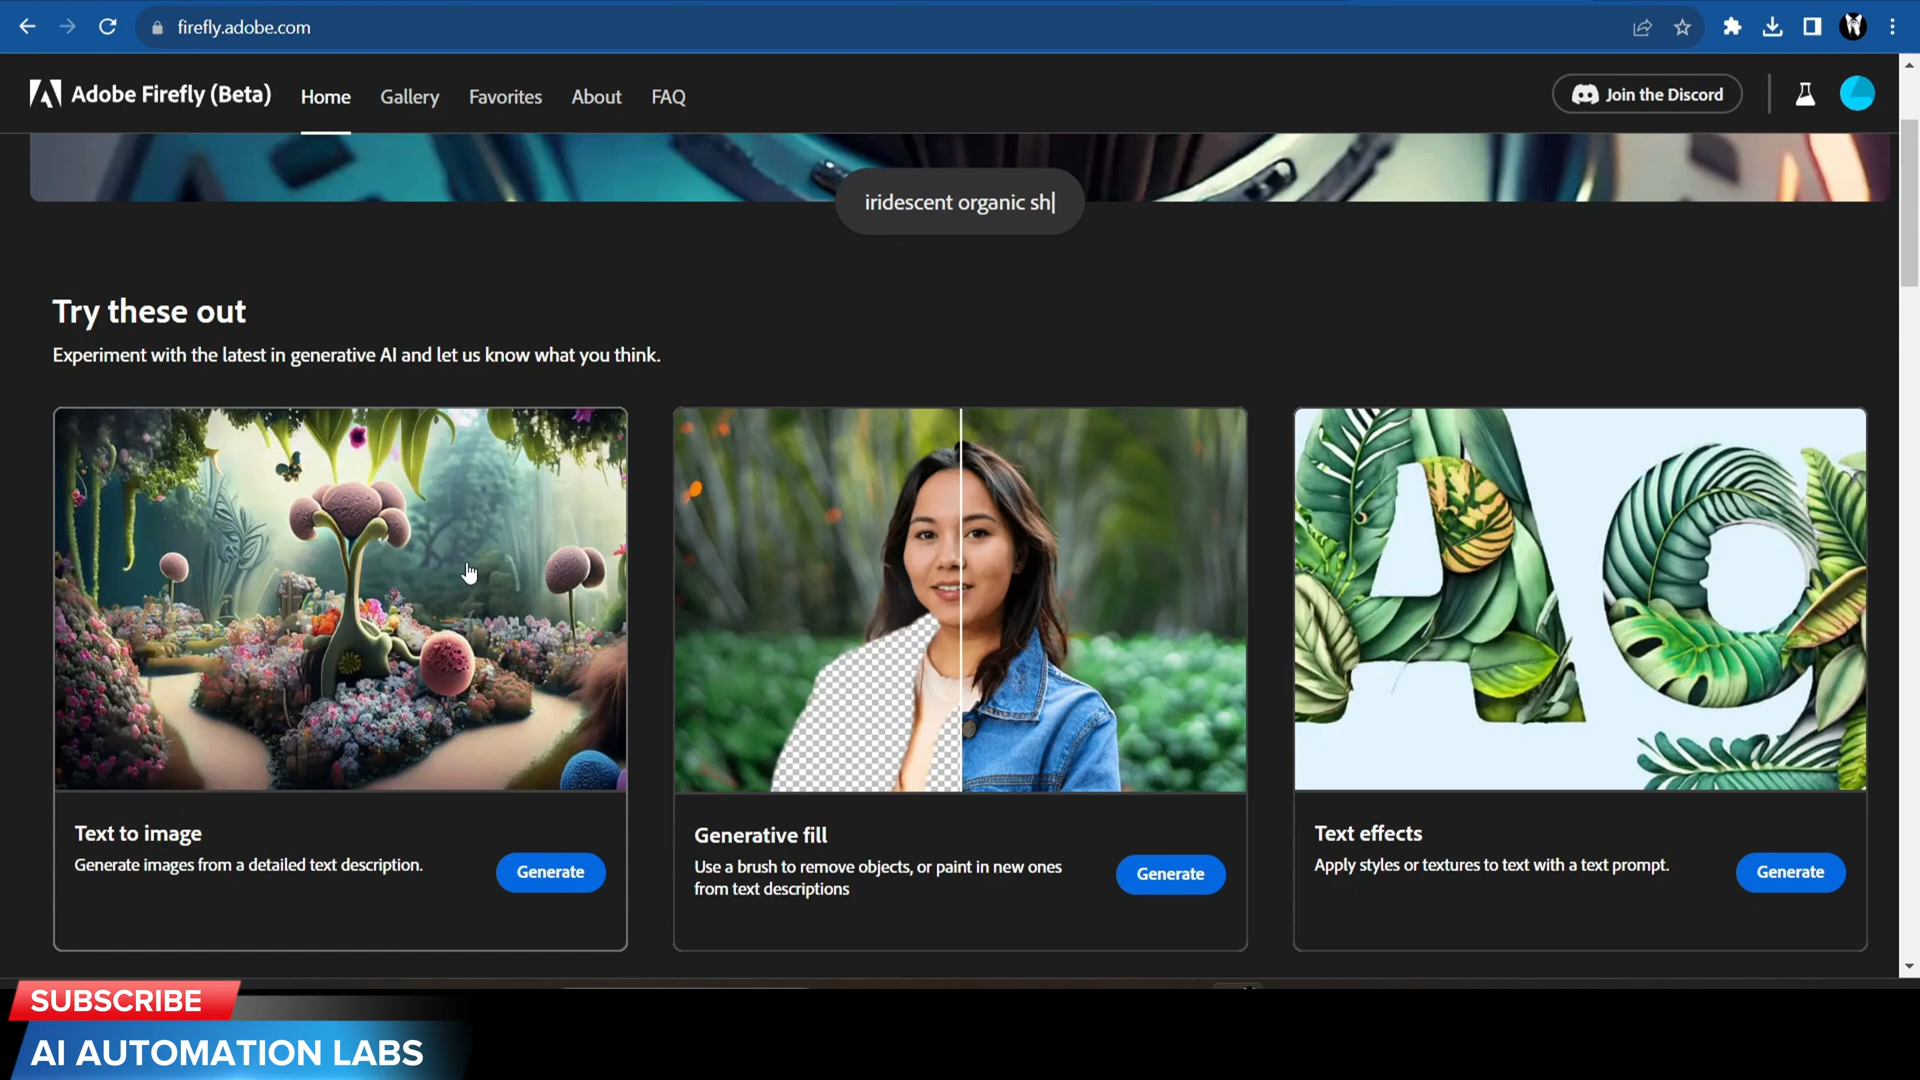 firefly.adobe.com
Adobe Firefly (Beta)
Home
Gallery
Favorites
About
FAQ
Join the Discord
iridescent organic sh
Try these out
Experiment with the latest in generative AI and let us know what you think.
Ag
Text to image
Generate images from a detailed text description.
Generate
Generative fill
Use a brush to remove objects, or paint in new ones
from text descriptions
Generate
Text effects
Apply styles or textures to text with a text prompt.
Generate
SUBSCRIBE
AI AUTOMATION LABS